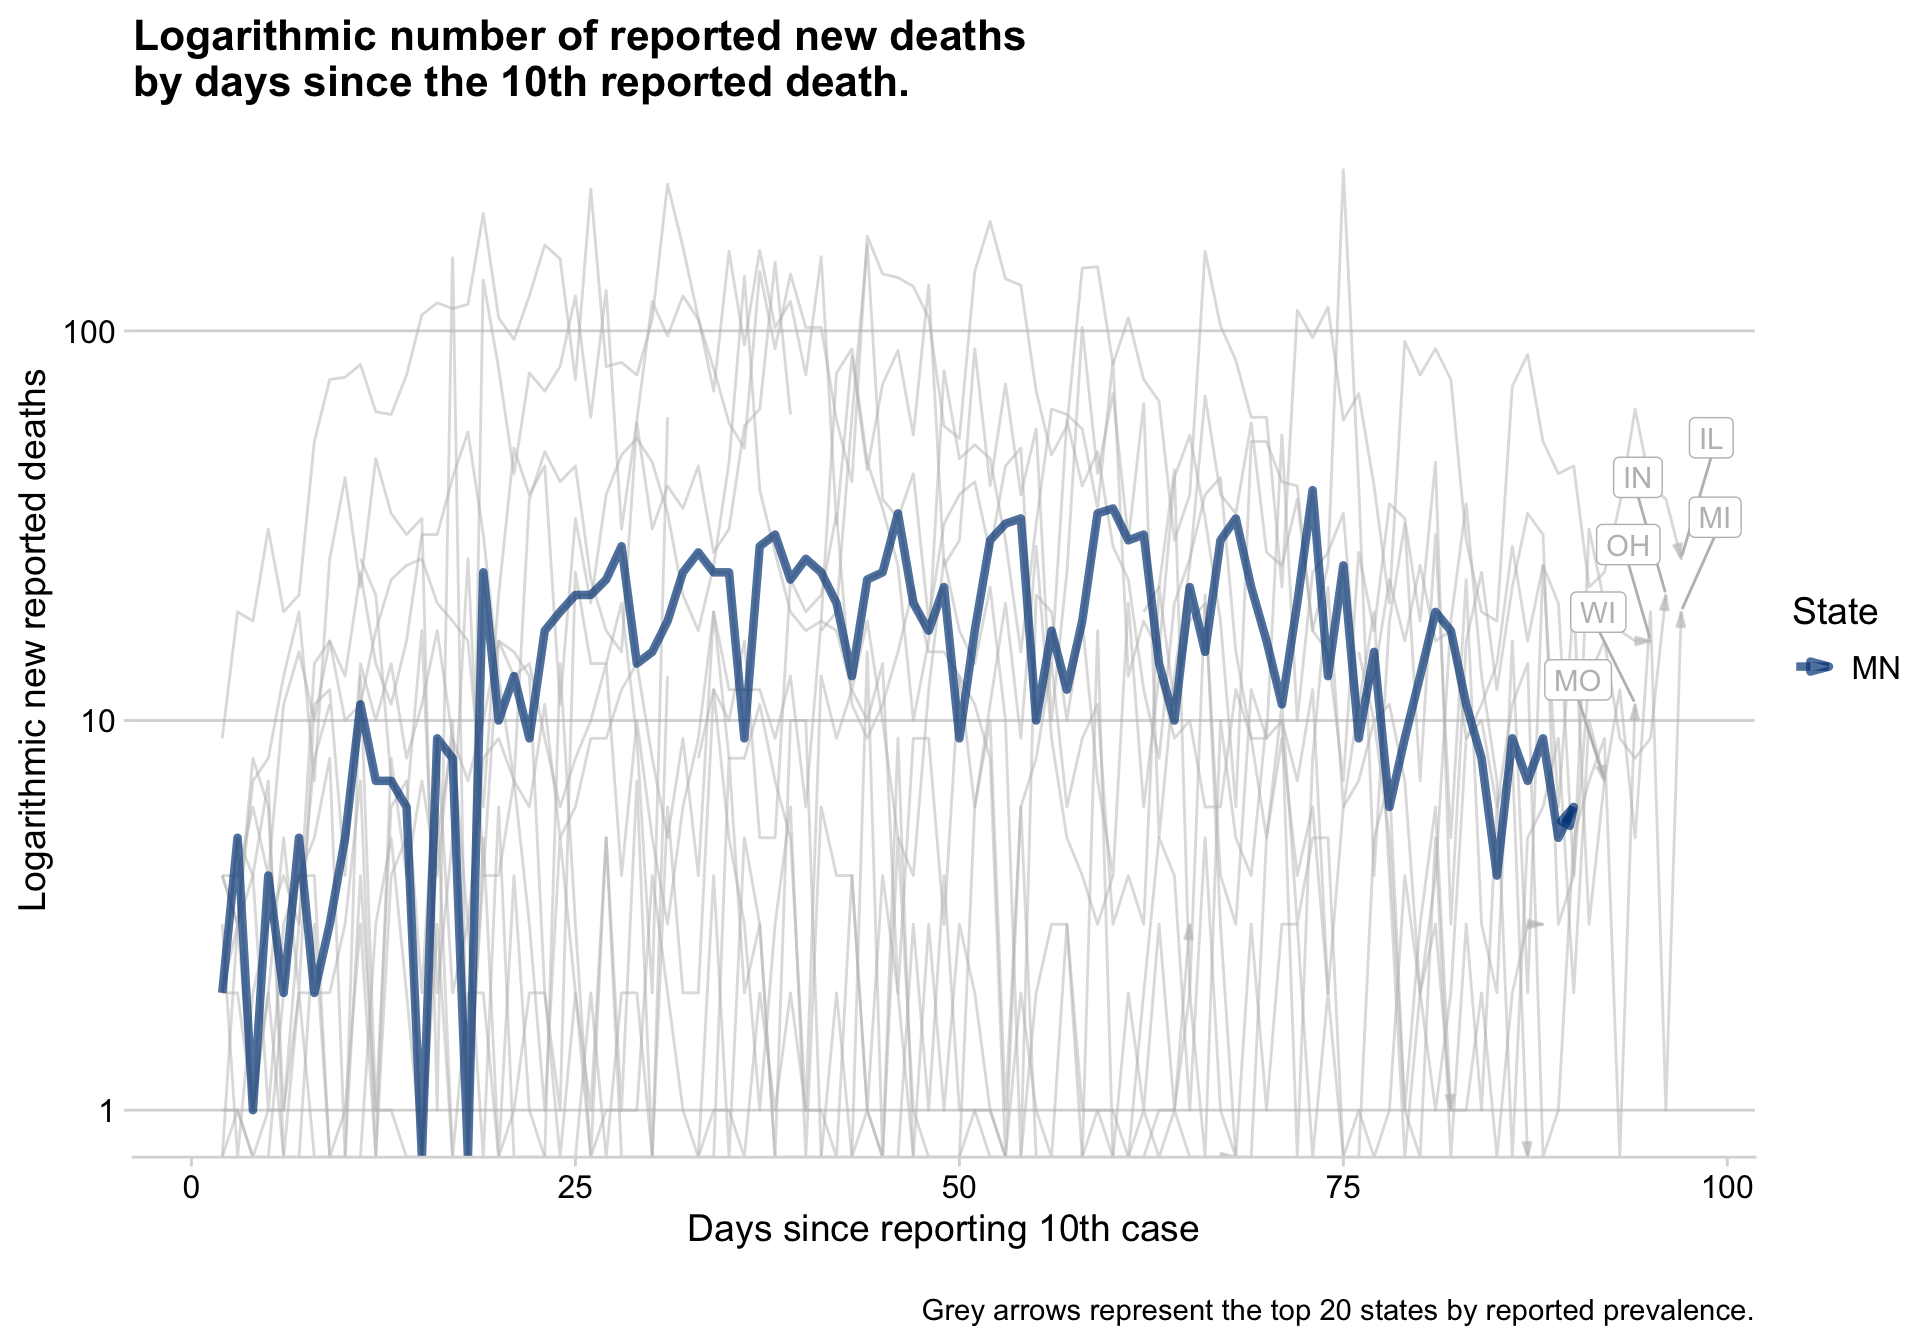 Logarithmic number of reported new deaths
by days since the 10th reported death.
Logarithmic new reported deaths
100
10
1
IL
IN
MI
OH
WI
MO
State
MN
0
25
50
75
100
Days since reporting 10th case
Grey arrows represent the top 20 states by reported prevalence.